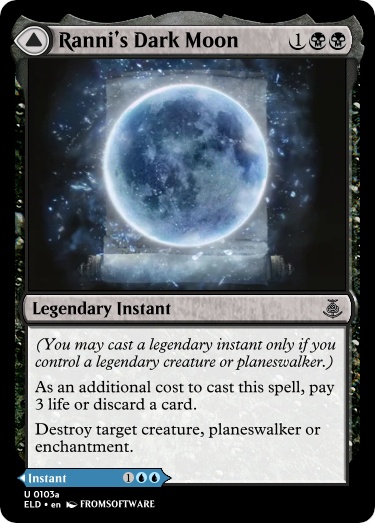 Ranni's Dark Moon 1
Legendary Instant
(You may cast a legendary instant only if you
control a legendary creature or planeswalker.)
As an additional cost to cast this spell, pay
3 life or discard a card.
Destroy target creature, planeswalker or
enchantment.
Instant 1
U 0103a
ELD • en FROMSOFTWARE